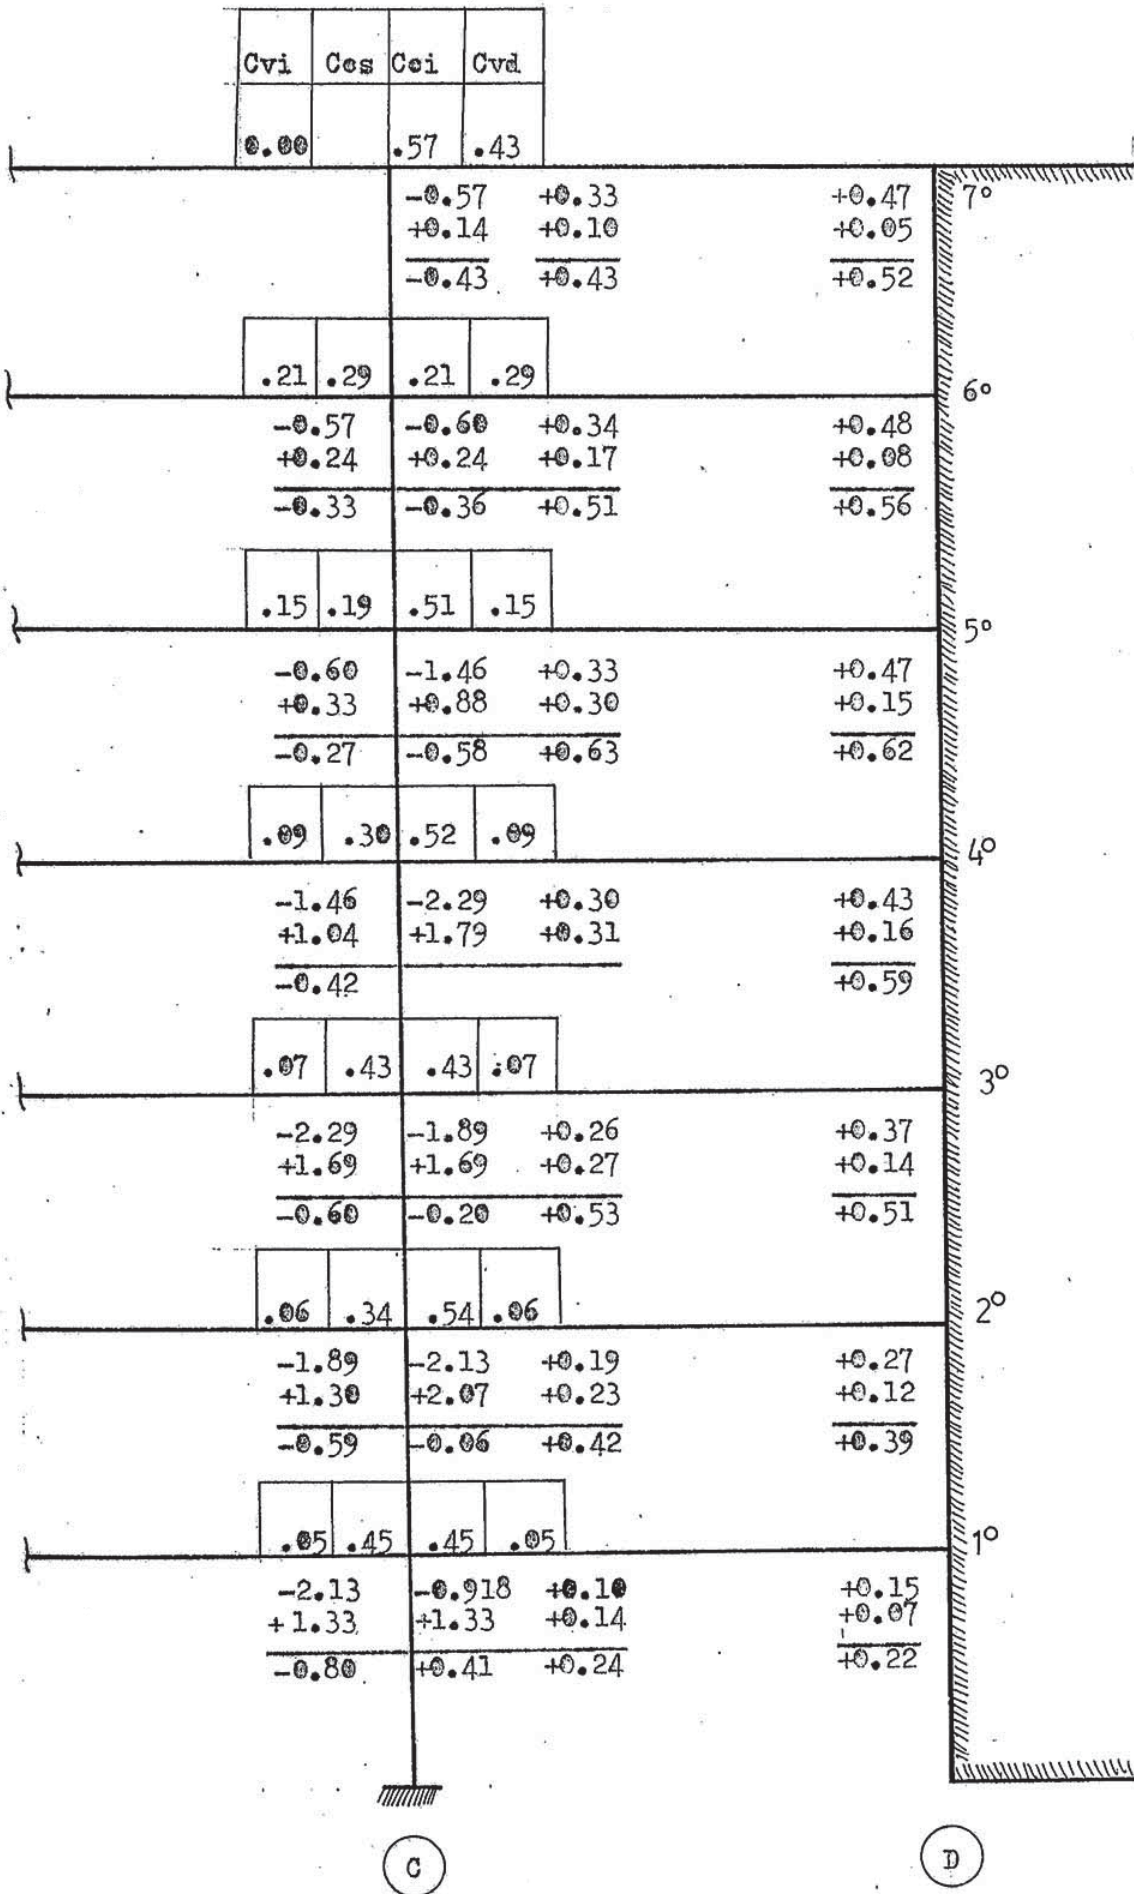 Cvi Ccs Cci Cvd
0.00 .57 .43
-0.57 +0.33 +0.47 7º
+0.14 +0.10 +0.05
-0.43 +0.43 +0.52
.21 .29 .21 .29 6º
-0.57 -0.60 +0.34 +0.48
+0.24 +0.24 +0.17 +0.08
-0.33 -0.36 +0.51 +0.56
.15 .19 .51 .15 5º
-0.60 -1.46 +0.33 +0.47
+0.33 +0.88 +0.30 +0.15
-0.27 -0.58 +0.63 +0.62
.09 .30 .52 .09 4º
-1.46 -2.29 +0.30 +0.43
+1.04 +1.79 +0.31 +0.16
-0.42 +0.59
.07 .43 .43 .07 3º
-2.29 -1.89 +0.26 +0.37
+1.69 +1.69 +0.27 +0.14
-0.60 -0.20 +0.53 +0.51
.06 .34 .54 .06 2º
-1.89 -2.13 +0.19 +0.27
+1.30 +2.07 +0.23 +0.12
-0.59 -0.06 +0.42 +0.39
.05 .45 .45 .05 1º
-2.13 -0.918 +0.10 +0.15
+1.33 +1.33 +0.14 +0.07
-0.80 +0.41 +0.24 +0.22
C D